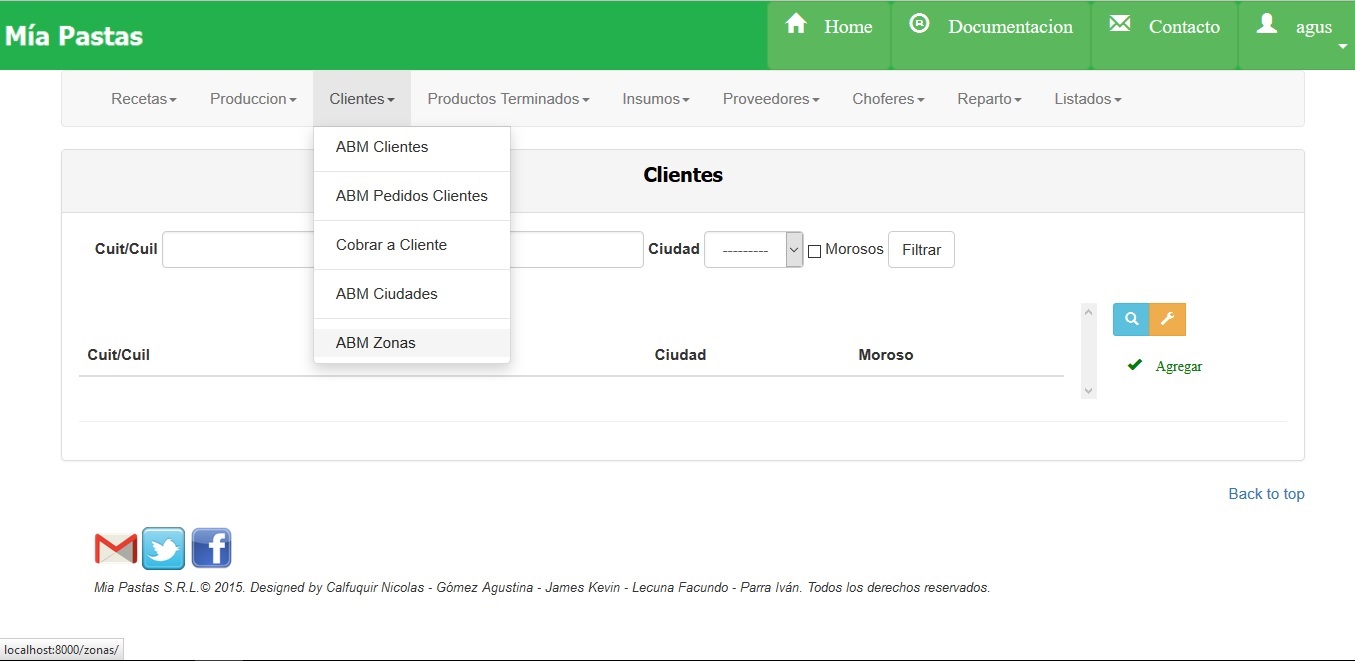 Mía Pastas
Home
Documentacion
Contacto
agus
Recetas
Produccion
Clientes
Productos Terminados
Insumos
Proveedores
Choferes
Reparto
Listados
ABM Clientes
ABM Pedidos Clientes
Cobrar a Cliente
ABM Ciudades
ABM Zonas
Clientes
Cuit/Cuil
Ciudad
---------
Morosos
Filtrar
Cuit/Cuil
Ciudad
Moroso
Agregar
Back to top
Mia Pastas S.R.L.© 2015. Designed by Calfuquir Nicolas - Gómez Agustina - James Kevin - Lecuna Facundo - Parra Iván. Todos los derechos reservados.
localhost:8000/zonas/